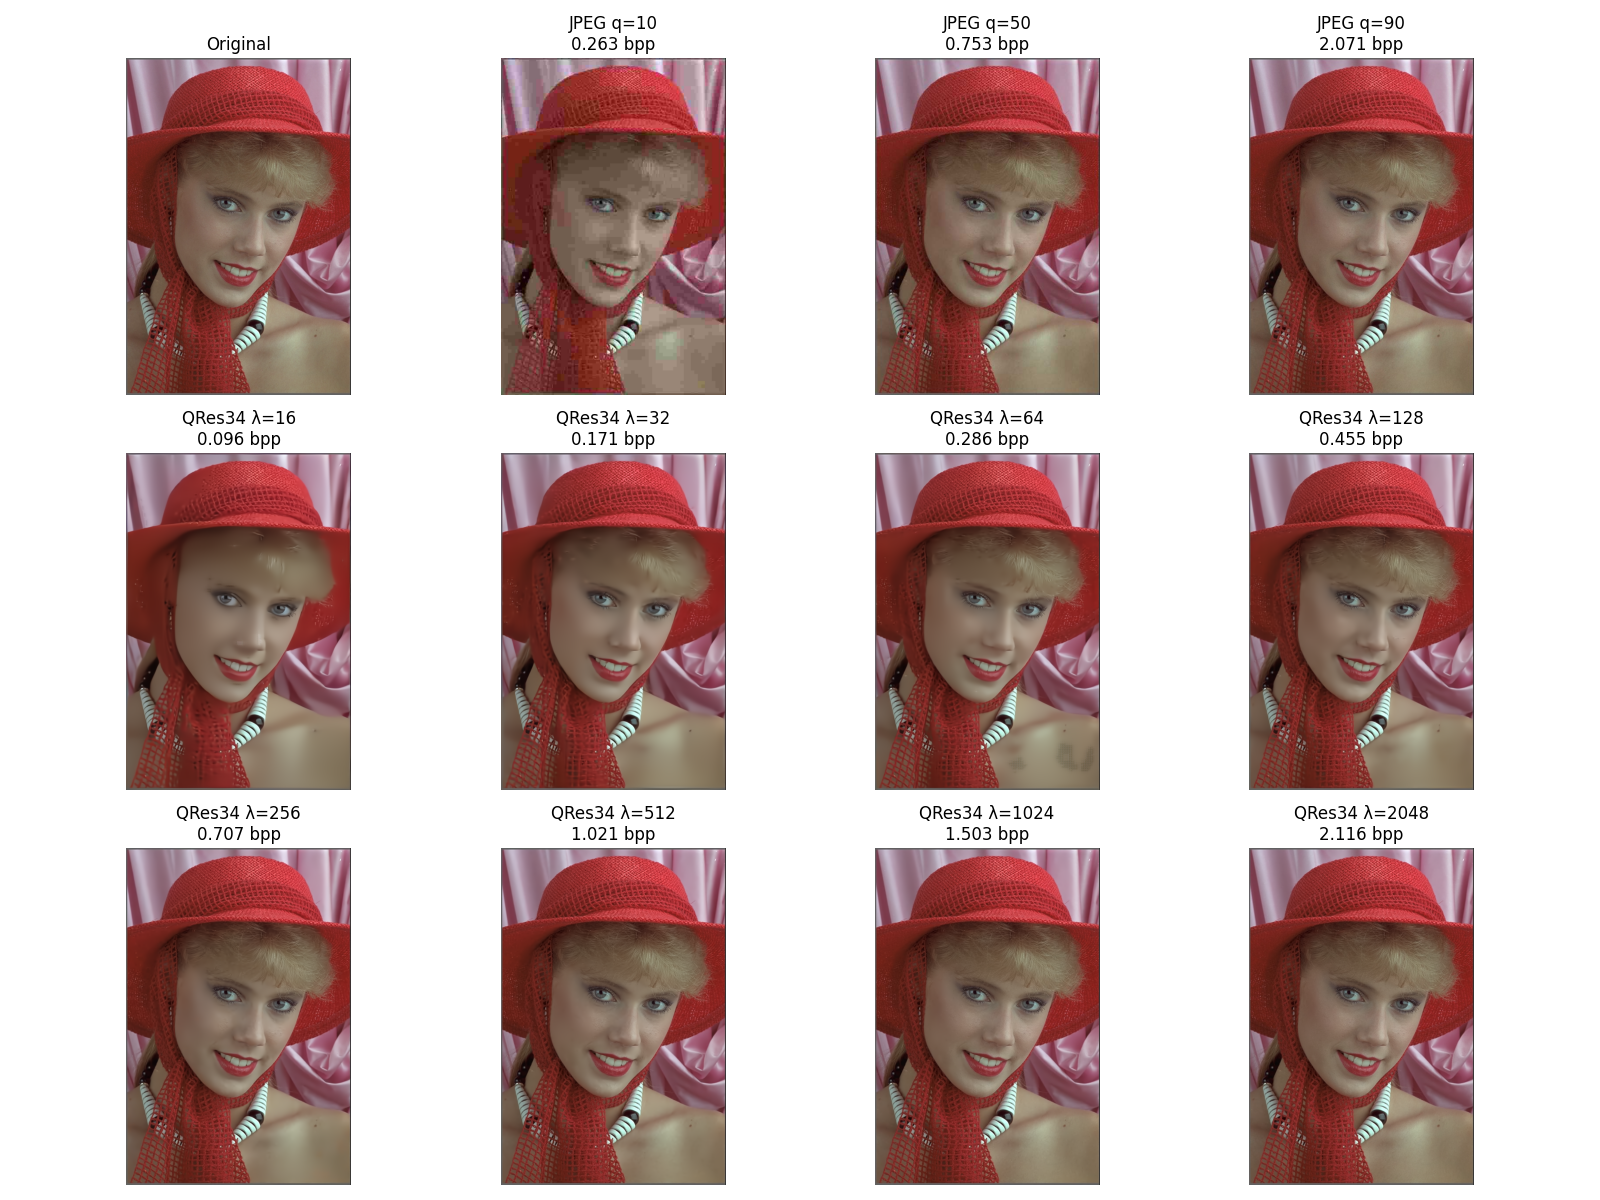 Original
JPEG q=10
0.263 bpp
JPEG q=50
0.753 bpp
JPEG q=90
2.071 bpp
QRes34 λ=16
0.096 bpp
QRes34 λ=32
0.171 bpp
QRes34 λ=64
0.286 bpp
QRes34 λ=128
0.455 bpp
QRes34 λ=256
0.707 bpp
QRes34 λ=512
1.021 bpp
QRes34 λ=1024
1.503 bpp
QRes34 λ=2048
2.116 bpp